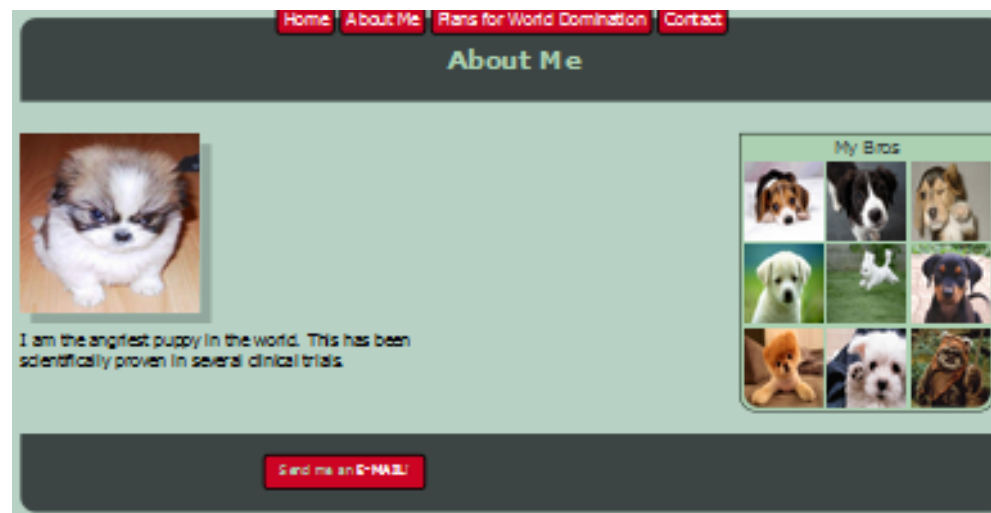 Home About Me Plans for World Domination Contact
About Me
My Bros
I am the angriest puppy in the world. This has been
scientifically proven in several clinical trials.
Send me an E-MAIL!